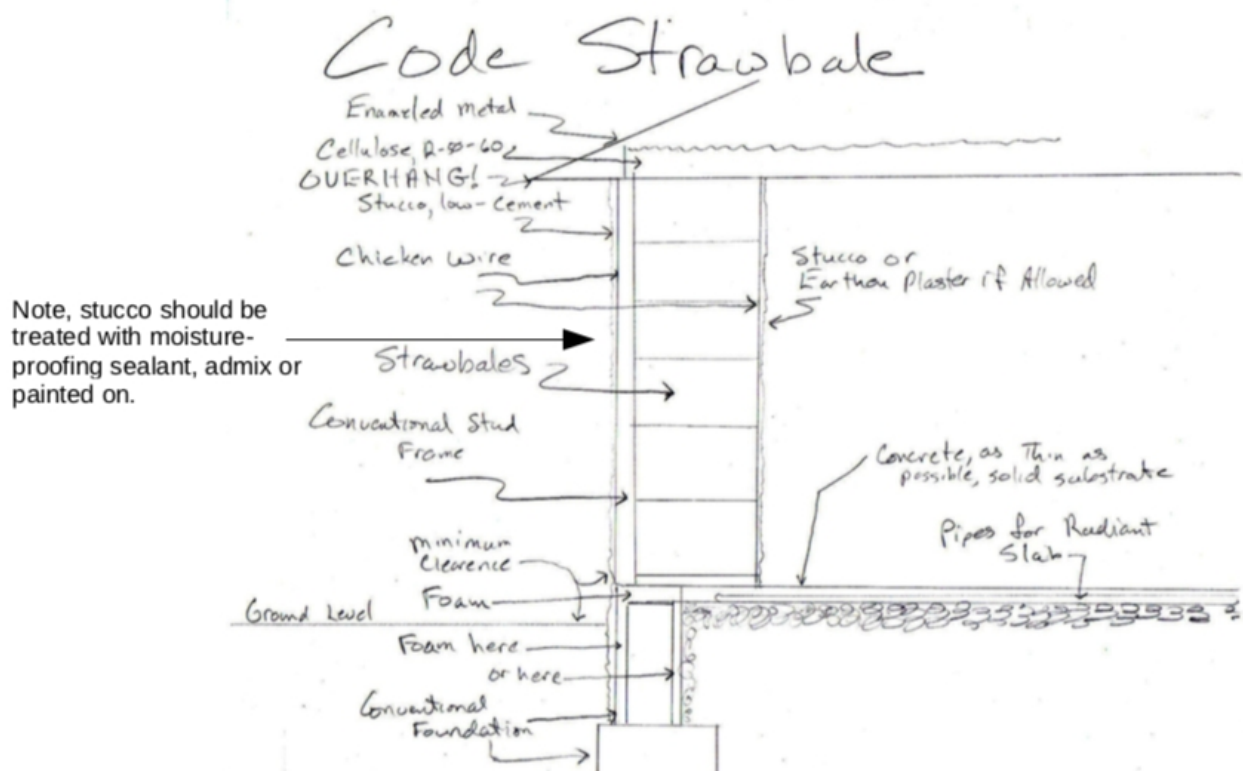 Code Strawbale
Enameled metal
Cellulose, R-50-60
OVERHANG!
Stucco, low-cement
Chicken wire
Stucco or
Earthen Plaster if Allowed
Note, stucco should be
treated with moisture-
proofing sealant, admix or
painted on.
Strawbales
Conventional Stud
Frame
Concrete, as Thin as
possible, solid substrate
Pipes for Radiant
Slab
minimum
Clearence
Foam
Ground Level
Foam here
or here
Conventional
Foundation